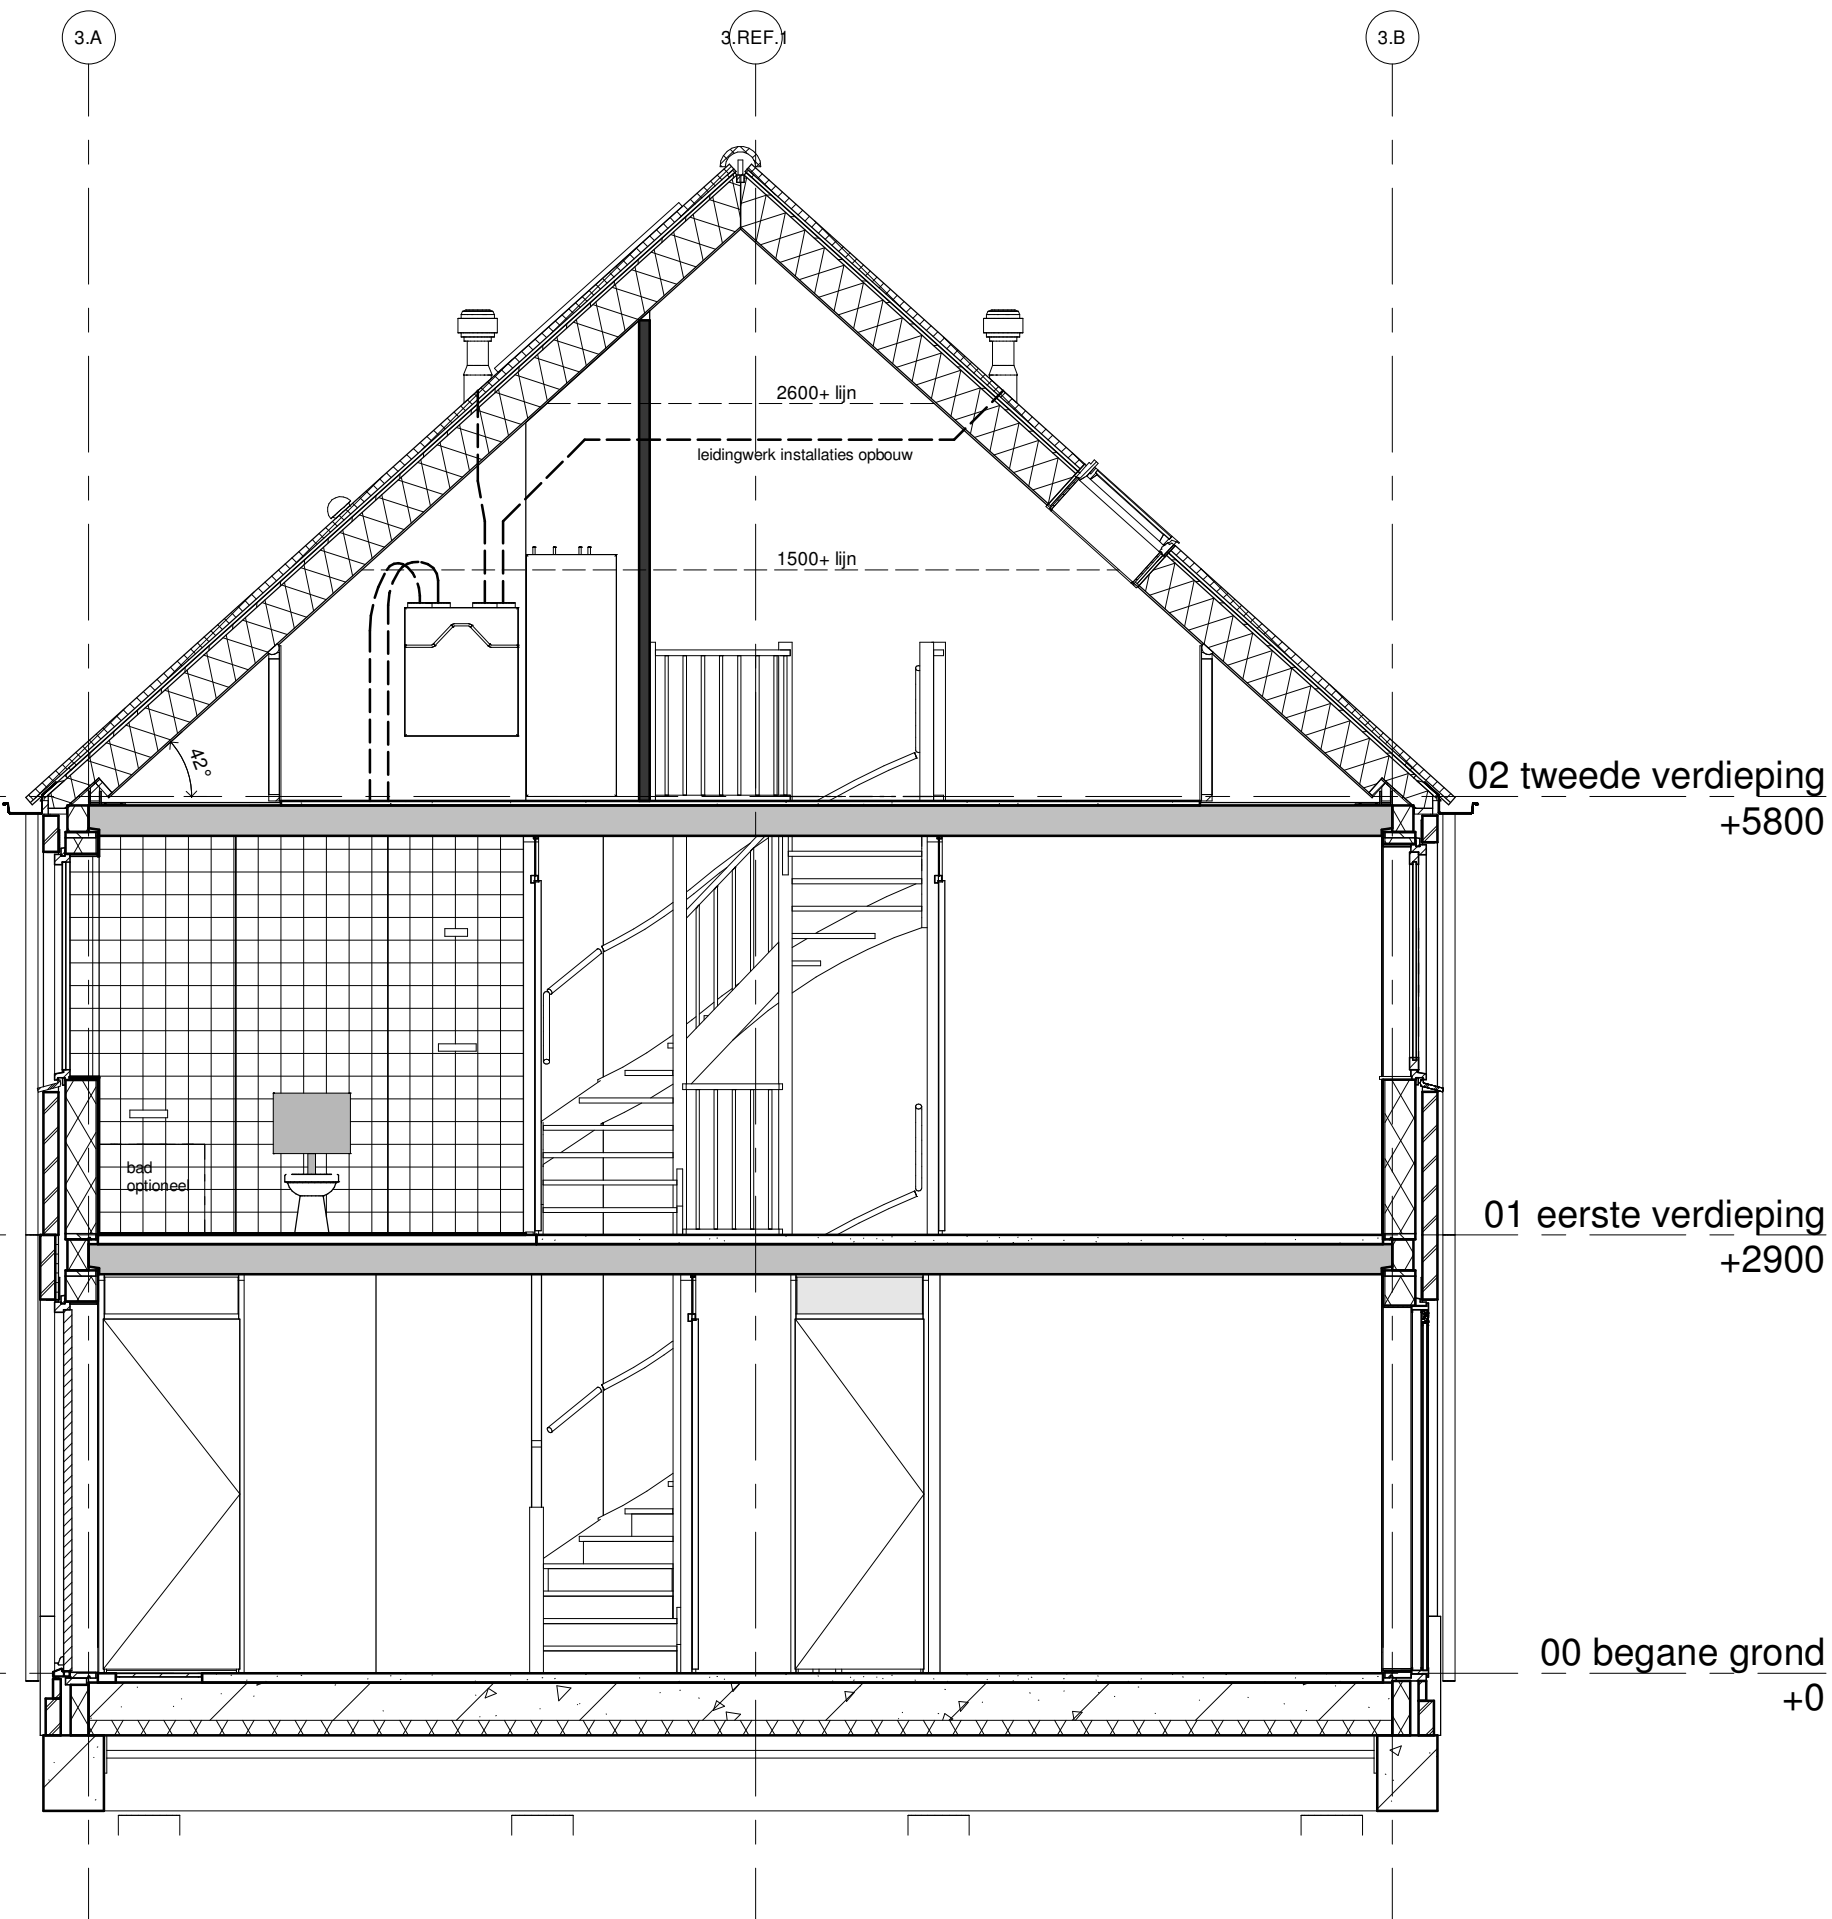 3.A
3.REF.1
3.B
2600+ lijn
leidingwerk installaties opbouw
1500+ lijn
42°
02 tweede verdieping
+5800
bad
optioneel
01 eerste verdieping
+2900
00 begane grond
+0